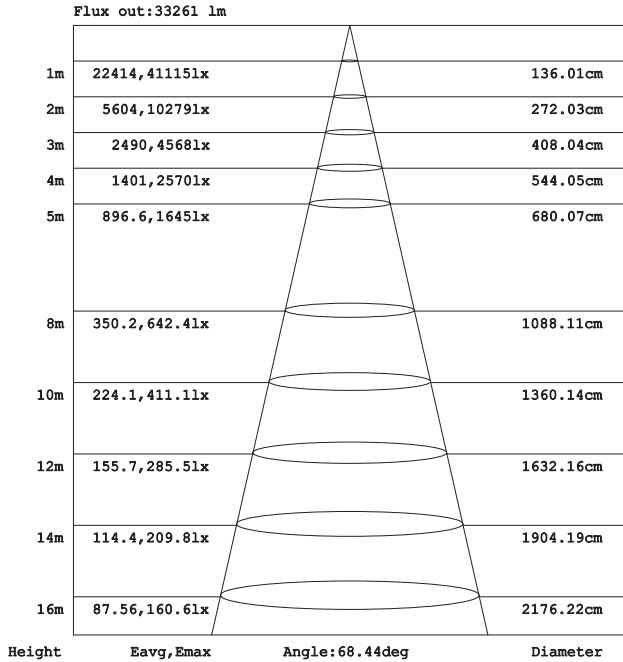 Flux out:33261 lm
1m 22414,41115lx 136.01cm
2m 5604,10279lx 272.03cm
3m 2490,4568lx 408.04cm
4m 1401,2570lx 544.05cm
5m 896.6,1645lx 680.07cm
8m 350.2,642.4lx 1088.11cm
10m 224.1,411.1lx 1360.14cm
12m 155.7,285.5lx 1632.16cm
14m 114.4,209.8lx 1904.19cm
16m 87.56,160.6lx 2176.22cm
Height Eavg,Emax Angle:68.44deg Diameter